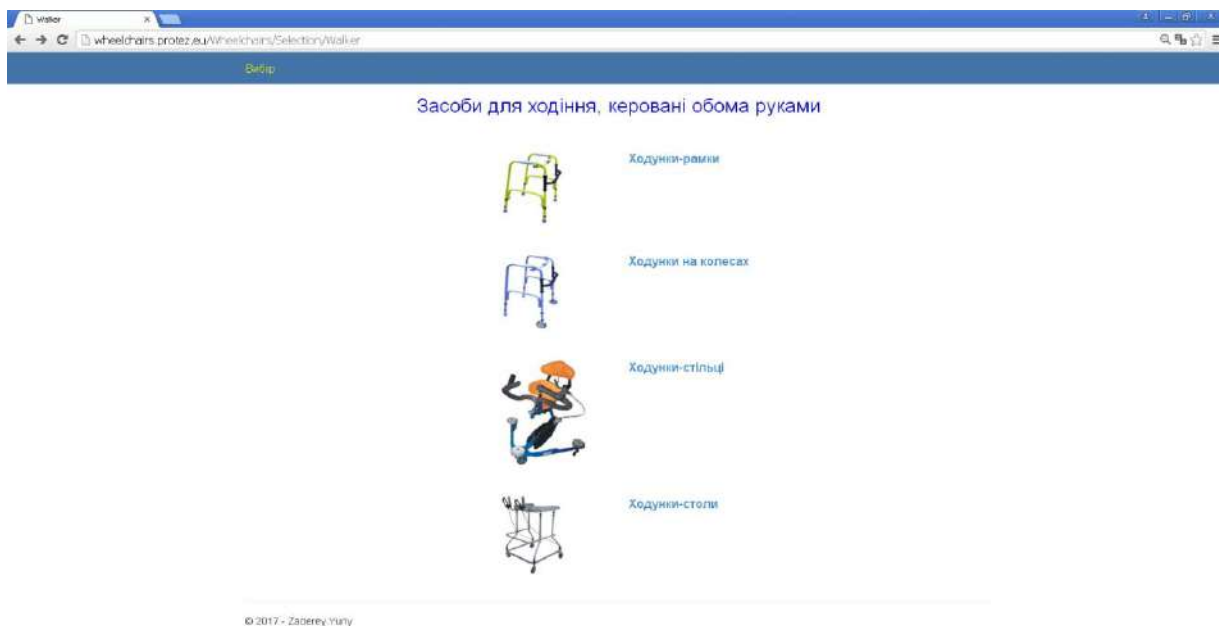 Walker
wheelchairs.protez.eu/Wheelchairs/Selection/Walker
Вибір
Засоби для ходіння, керовані обома руками
Ходунки-рамки
Ходунки на колесах
Ходунки-стільці
Ходунки-столи
© 2017 - Zaberey Yuriy